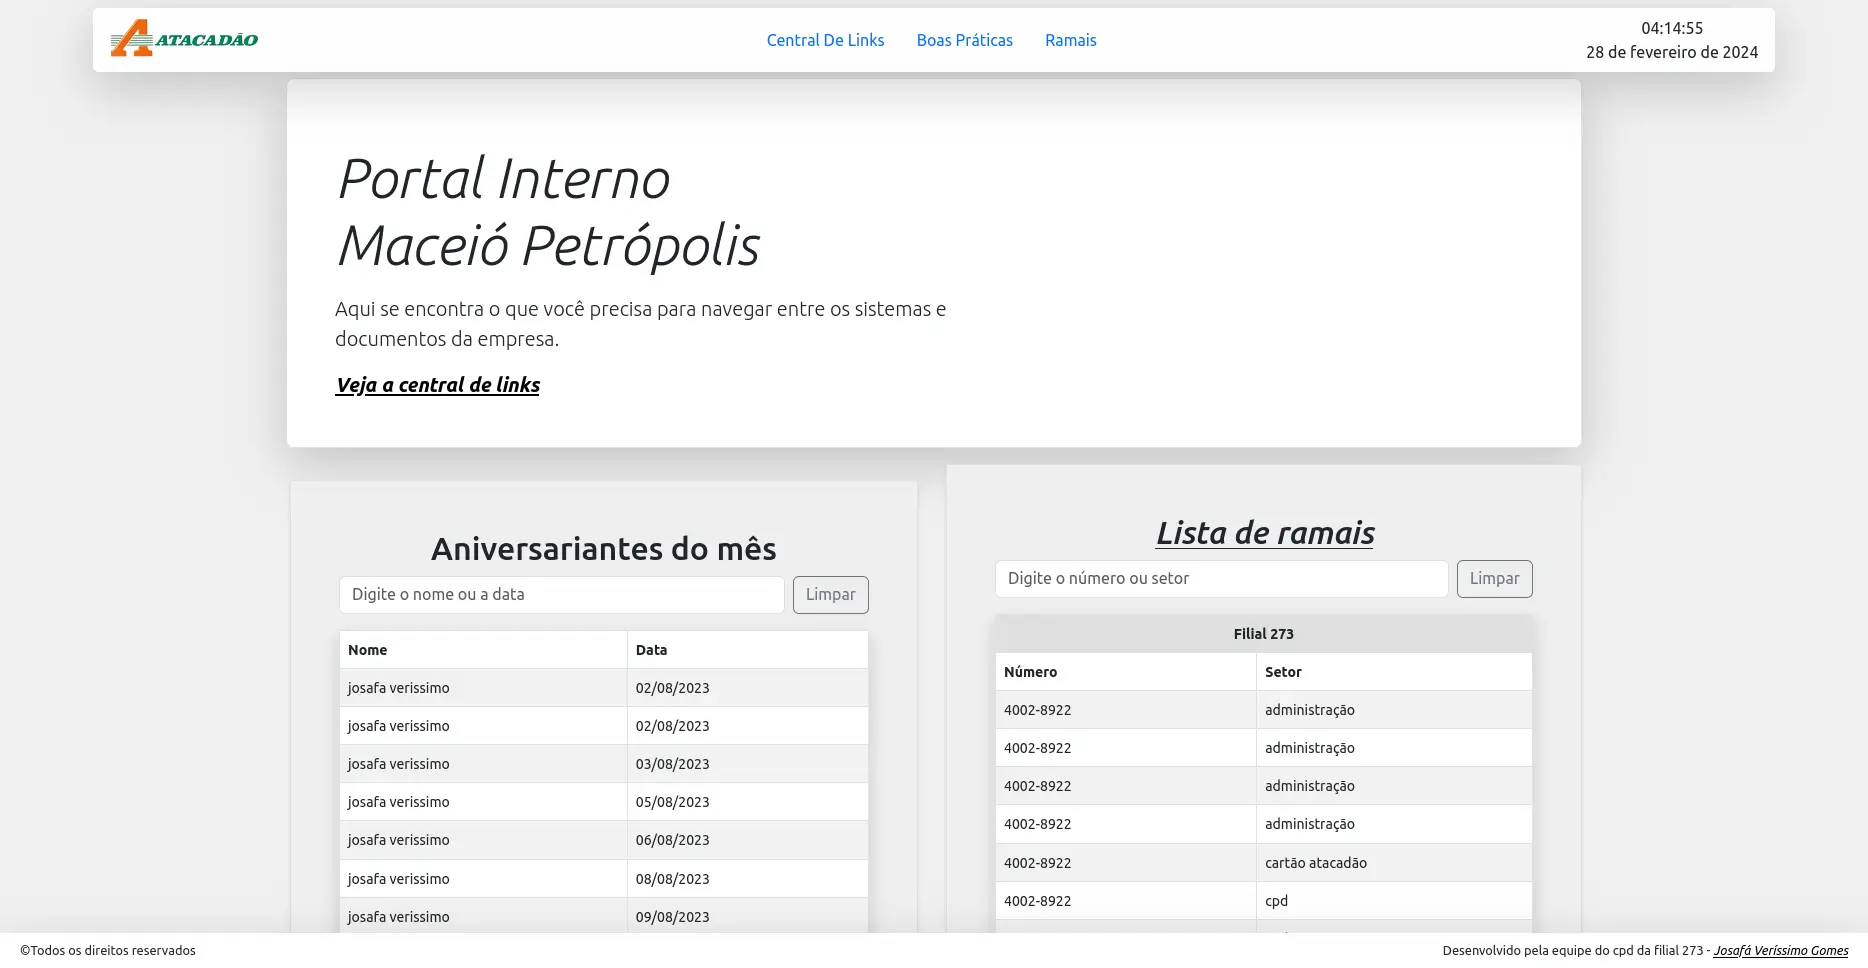 ATACADÃO
Central De Links
Boas Práticas
Ramais
04:14:55
28 de fevereiro de 2024
Portal Interno
Maceió Petrópolis
Aqui se encontra o que você precisa para navegar entre os sistemas e
documentos da empresa.
Veja a central de links
Aniversariantes do mês
Digite o nome ou a data
Limpar
Nome Data
josafa verissimo 02/08/2023
josafa verissimo 02/08/2023
josafa verissimo 03/08/2023
josafa verissimo 05/08/2023
josafa verissimo 06/08/2023
josafa verissimo 08/08/2023
josafa verissimo 09/08/2023
Lista de ramais
Digite o número ou setor
Limpar
Filial 273
Número Setor
4002-8922 administração
4002-8922 administração
4002-8922 administração
4002-8922 administração
4002-8922 cartão atacadão
4002-8922 cpd
©Todos os direitos reservados
Desenvolvido pela equipe do cpd da filial 273 - Josafá Veríssimo Gomes